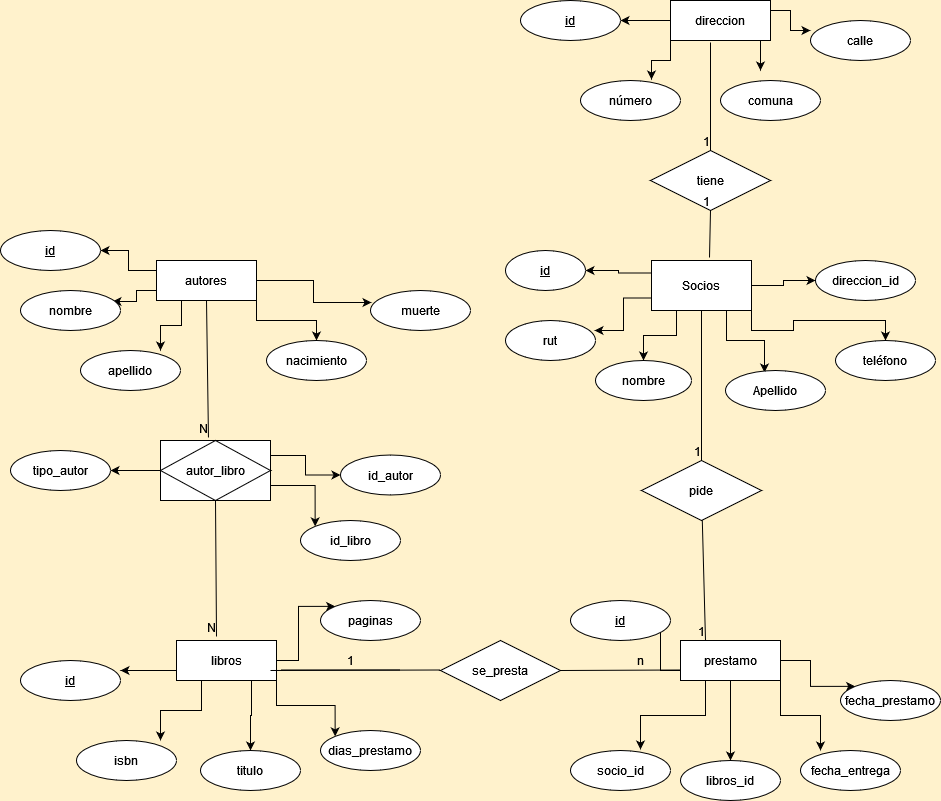 id
direccion
calle
número
comuna
1
tiene
1
id
autores
nombre
muerte
apellido
nacimiento
id
Socios
direccion_id
rut
nombre
Apellido
teléfono
N
tipo_autor
autor_libro
id_autor
id_libro
1
pide
N
paginas
id
1
libros
1
se_presta
n
prestamo
id
fecha_prestamo
isbn
titulo
dias_prestamo
socio_id
libros_id
fecha_entrega